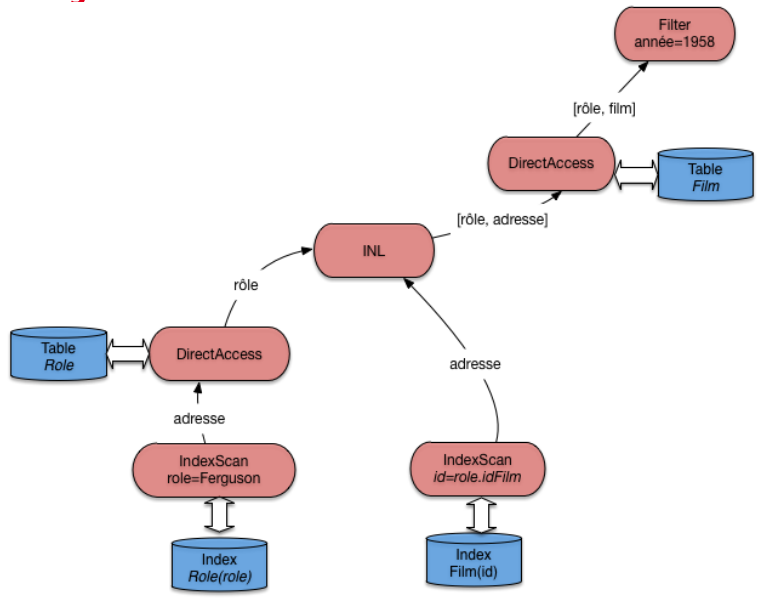 Filter
année=1958
[rôle, film]
DirectAccess
Table
Film
[rôle, adresse]
INL
rôle
Table
Role
DirectAccess
adresse
adresse
IndexScan
role=Ferguson
IndexScan
id=role.idFilm
Index
Role(role)
Index
Film(id)